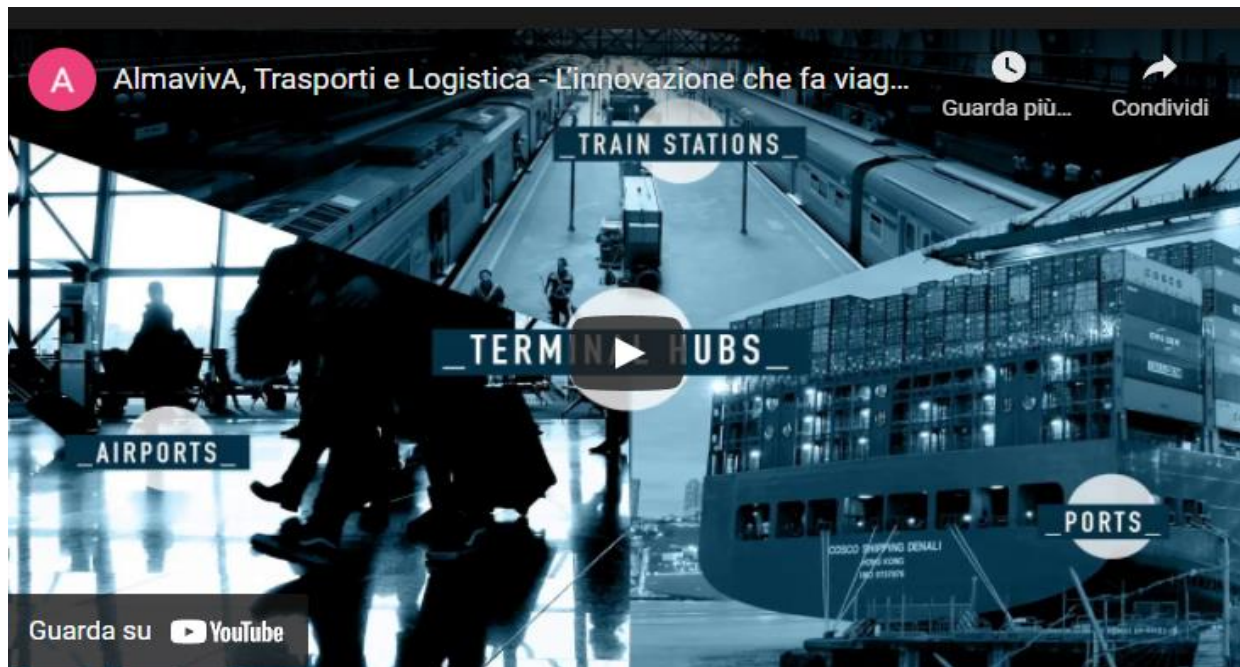 A
AlmavivA, Trasporti e Logistica - L'innovazione che fa viag...
Guarda più...
Condividi
_TRAIN STATIONS_
COSCO
_TERMINAL HUBS_
_AIRPORTS_
_PORTS_
COSCO SHIPPING DENALI
HONG KONG
Guarda su YouTube